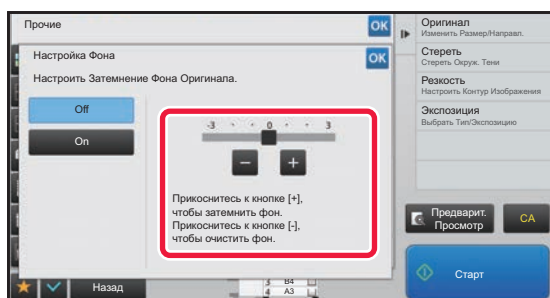 Прочие
OK
Настройка Фона
OK
Настроить Затемнение Фона Оригинала.
Off
On
-3 0 3
− +
Прикоснитесь к кнопке [+],
чтобы затемнить фон.
Прикоснитесь к кнопке [-],
чтобы очистить фон.
Назад
3 B4
4 A3
Оригинал
Изменить Размер/Направл.
Стереть
Стереть Окруж. Тени
Резкость
Настроить Контур Изображения
Экспозиция
Выбрать Тип/Экспозицию
Предварит.
Просмотр
CA
Старт